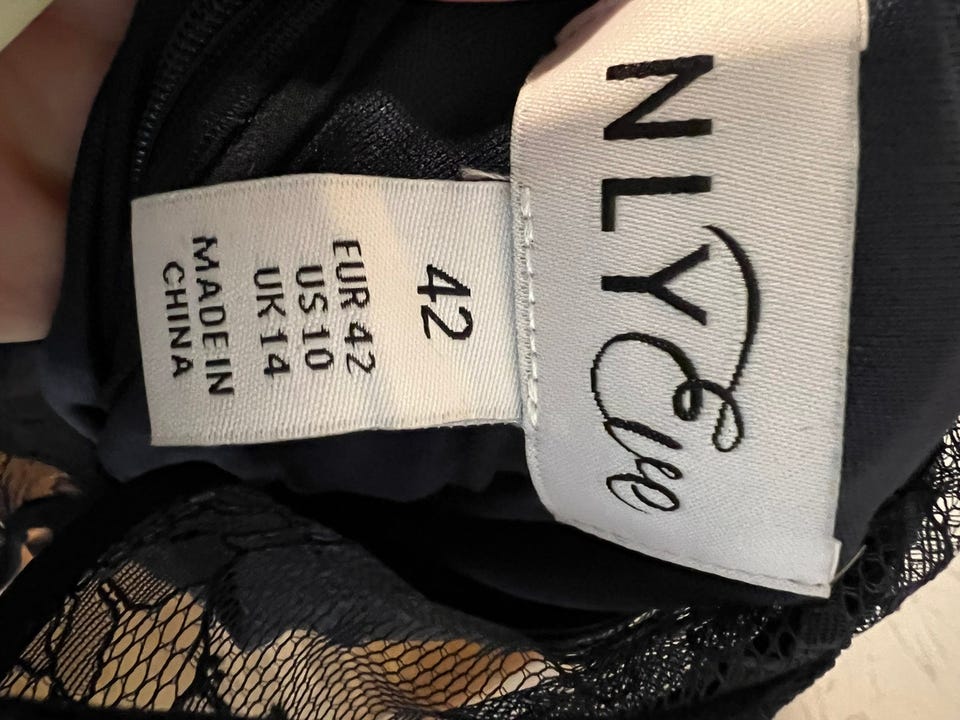 NLY Eve
42
EUR 42
US 10
UK 14
MADE IN
CHINA